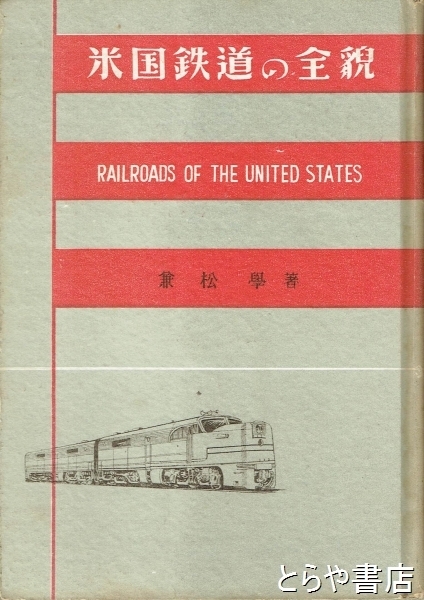 米国鉄道の全貌
RAILROADS OF THE UNITED STATES
兼松 學 著
とらや書店